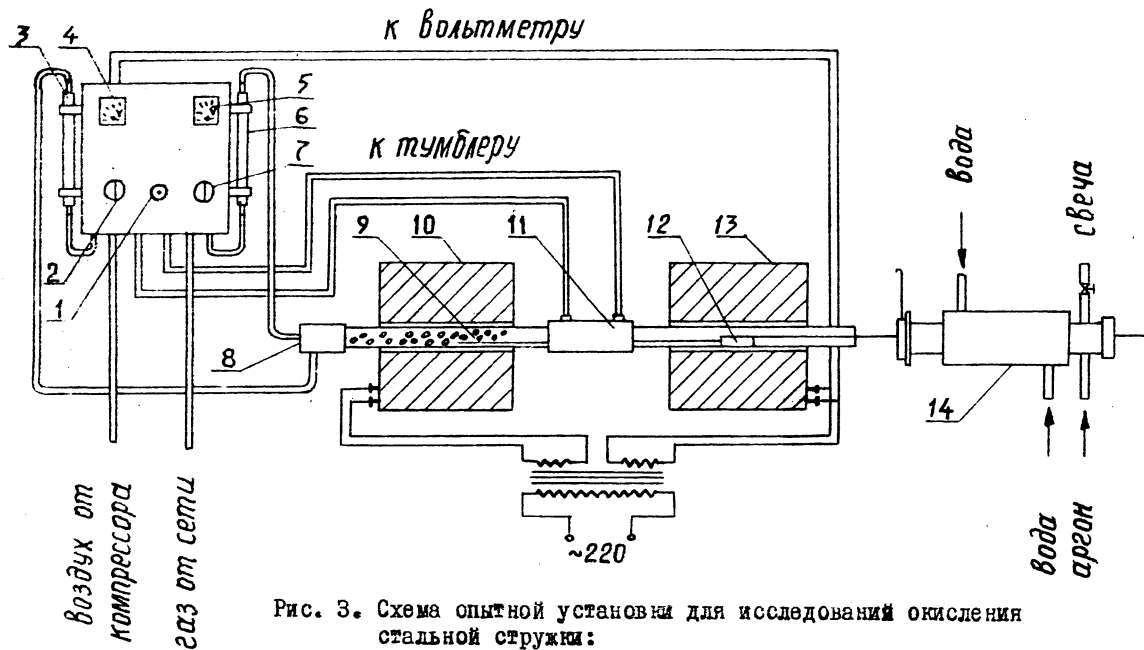 к вольтметру
3
4
5
6
7
к тумблеру
2
1
8
9
10
11
12
13
14
вода
свеча
вода
аргон
воздух от
компрессора
газ от сети
~220
Рис. 3. Схема опытной установки для исследований окисления
стальной стружки: